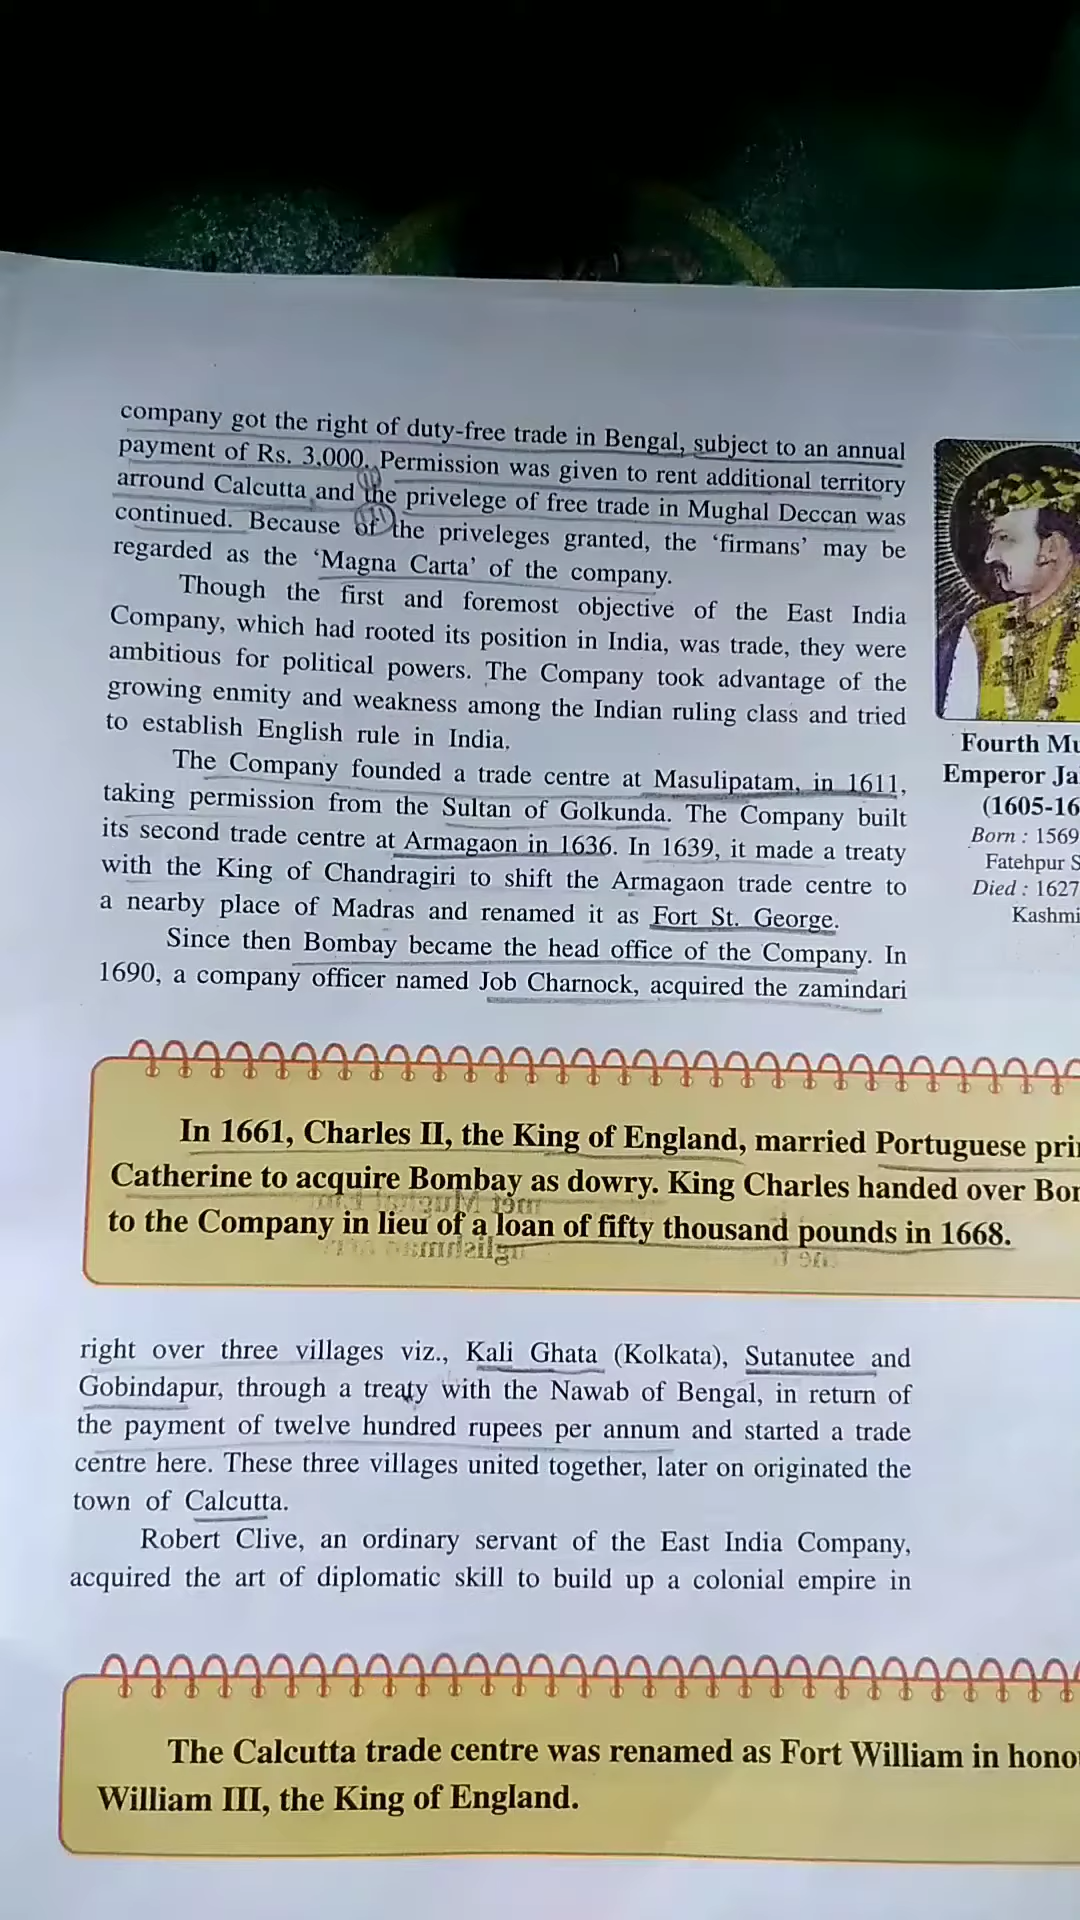 company got the right of duty-free trade in Bengal, subject to an annual
payment of Rs. 3,000. Permission was given to rent additional territory
arround Calcutta and the privelege of free trade in Mughal Deccan was
continued. Because of the priveleges granted, the ‘firmans’ may be
regarded as the ‘Magna Carta’ of the company.
Though the first and foremost objective of the East India
Company, which had rooted its position in India, was trade, they were
ambitious for political powers. The Company took advantage of the
growing enmity and weakness among the Indian ruling class and tried
to establish English rule in India.
The Company founded a trade centre at Masulipatam, in 1611,
taking permission from the Sultan of Golkunda. The Company built
its second trade centre at Armagaon in 1636. In 1639, it made a treaty
with the King of Chandragiri to shift the Armagaon trade centre to
a nearby place of Madras and renamed it as Fort St. George.
Since then Bombay became the head office of the Company. In
1690, a company officer named Job Charnock, acquired the zamindari
Fourth Mu
Emperor Ja
(1605-16
Born : 1569
Fatehpur S
Died : 1627
Kashmi
In 1661, Charles II, the King of England, married Portuguese pri
Catherine to acquire Bombay as dowry. King Charles handed over Bo
to the Company in lieu of a loan of fifty thousand pounds in 1668.
right over three villages viz., Kali Ghata (Kolkata), Sutanutee and
Gobindapur, through a treaty with the Nawab of Bengal, in return of
the payment of twelve hundred rupees per annum and started a trade
centre here. These three villages united together, later on originated the
town of Calcutta.
Robert Clive, an ordinary servant of the East India Company,
acquired the art of diplomatic skill to build up a colonial empire in
The Calcutta trade centre was renamed as Fort William in hono
William III, the King of England.